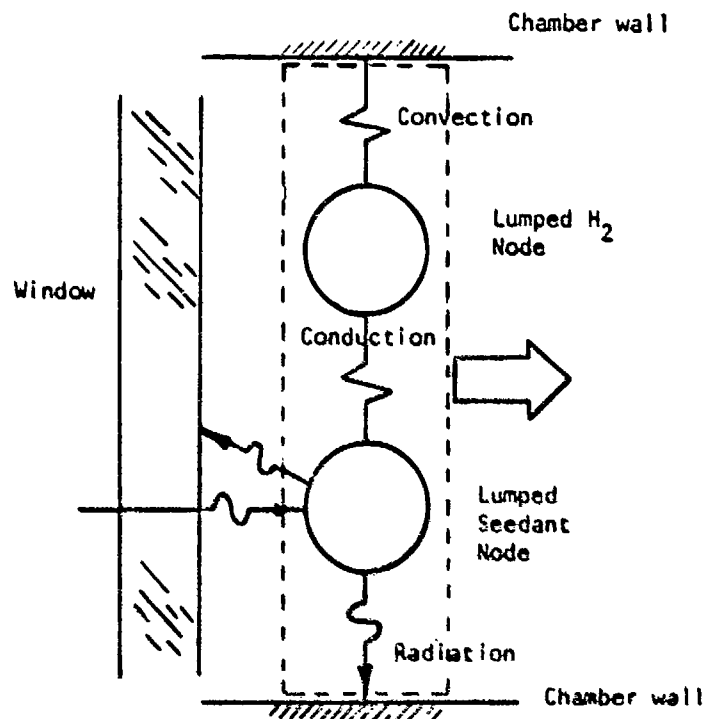 Chamber wall
Convection
Lumped H2
Node
Window
Conduction
Lumped
Seedant
Node
Radiation
Chamber wall